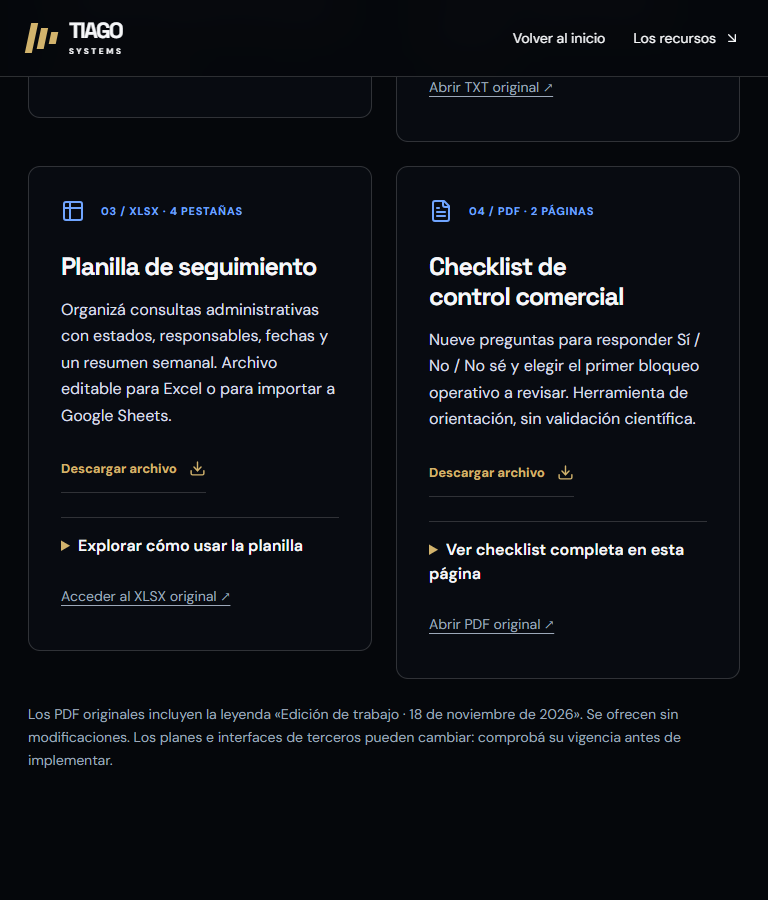 TIAGO
SYSTEMS
Volver al inicio
Los recursos ↘
Abrir TXT original ↗
03 / XLSX · 4 PESTAÑAS
Planilla de seguimiento
Organizá consultas administrativas
con estados, responsables, fechas y
un resumen semanal. Archivo
editable para Excel o para importar a
Google Sheets.
Descargar archivo
▶ Explorar cómo usar la planilla
Acceder al XLSX original ↗
04 / PDF · 2 PÁGINAS
Checklist de
control comercial
Nueve preguntas para responder Sí /
No / No sé y elegir el primer bloqueo
operativo a revisar. Herramienta de
orientación, sin validación científica.
Descargar archivo
▶ Ver checklist completa en esta
página
Abrir PDF original ↗
Los PDF originales incluyen la leyenda «Edición de trabajo · 18 de noviembre de 2026». Se ofrecen sin
modificaciones. Los planes e interfaces de terceros pueden cambiar: comprobá su vigencia antes de
implementar.